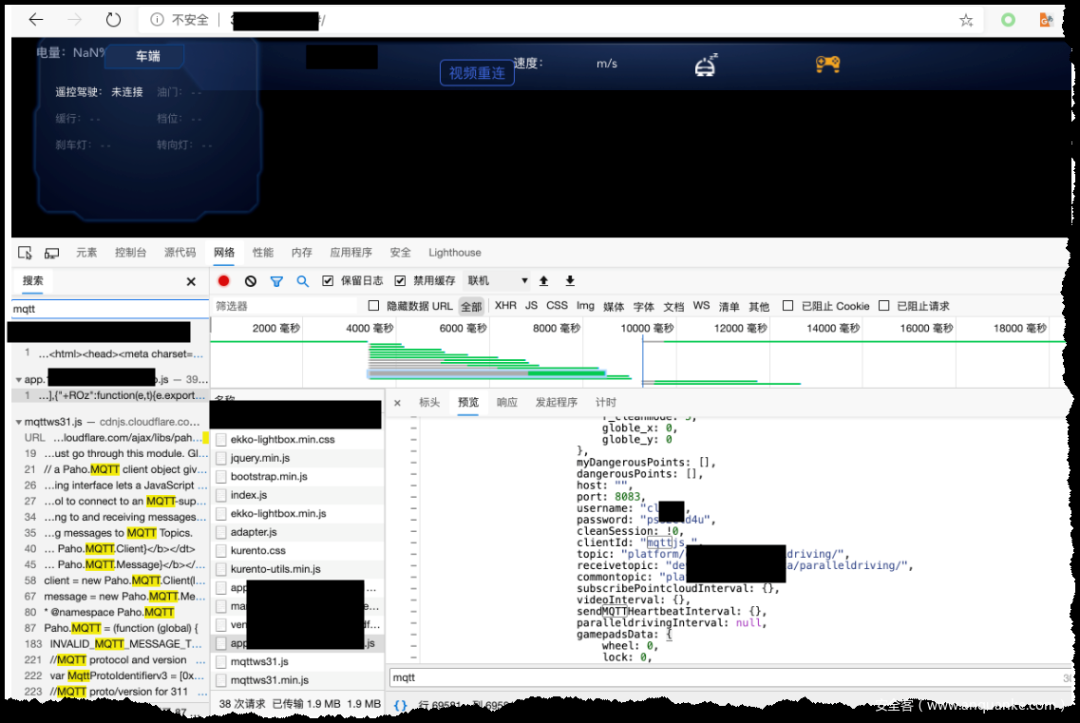 不安全
#/
电量: NaN%
车端
视频重连
速度:
m/s
遥控驾驶: 未连接 油门: --
缓行: -- 档位: --
刹车灯: -- 转向灯: --
元素 控制台 源代码 网络 性能 内存 应用程序 安全 Lighthouse
搜索
保留日志 禁用缓存 联机
mqtt
筛选器 隐藏数据 URL 全部 XHR JS CSS Img 媒体 字体 文档 WS 清单 其他 已阻止 Cookie 已阻止请求
2000 毫秒 4000 毫秒 6000 毫秒 8000 毫秒 10000 毫秒 12000 毫秒 14000 毫秒 16000 毫秒 18000 毫秒
1 …<html><head><meta charset=…
app. .js — 39…
1 …],{"+ROz":function(e,t){e.export…
mqttws31.js — cdnjs.cloudflare.co…
URL …loudflare.com/ajax/libs/pah…
19 …ust go through this module. Gl…
21 // a Paho.MQTT client object giv…
26 …ing interface lets a JavaScript …
27 …ol to connect to an MQTT-sup…
34 …ng to and receiving messages…
35 …g messages to MQTT Topics.
40 … Paho.MQTT.Client}</b></dt>
45 … Paho.MQTT.Message}</b></…
58 client = new Paho.MQTT.Client(l…
67 message = new Paho.MQTT.Me…
80 * @namespace Paho.MQTT
87 Paho.MQTT = (function (global) {
183 INVALID_MQTT_MESSAGE_T…
221 //MQTT protocol and version …
222 var MqttProtoIdentifierv3 = [0x…
223 //MQTT proto/version for 311 …
名称
ekko-lightbox.min.css
jquery.min.js
bootstrap.min.js
index.js
ekko-lightbox.min.js
adapter.js
kurento.css
kurento-utils.min.js
app
ma
ven
app .js
mqttws31.js
mqttws31.min.js
38 次请求 已传输 1.9 MB 1.9 MB
标头 预览 响应 发起程序 计时
globle_x: 0,
globle_y: 0
},
myDangerousPoints: [],
dangerousPoints: [],
host: "",
port: 8083,
username: "cl ,
password: " d4u",
cleanSession: !0,
clientId: "mqttjs_",
topic: "platform/ driving/",
receivetopic: "de a/paralleldriving/",
commontopic: "pla
subscribePointcloudInterval: {},
videoInterval: {},
sendMQTTHeartbeatInterval: {},
paralleldrivingInterval: null,
gamepadsData: {
wheel: 0,
lock: 0,
mqtt
{}
安全客 ( www.anquanke.com )